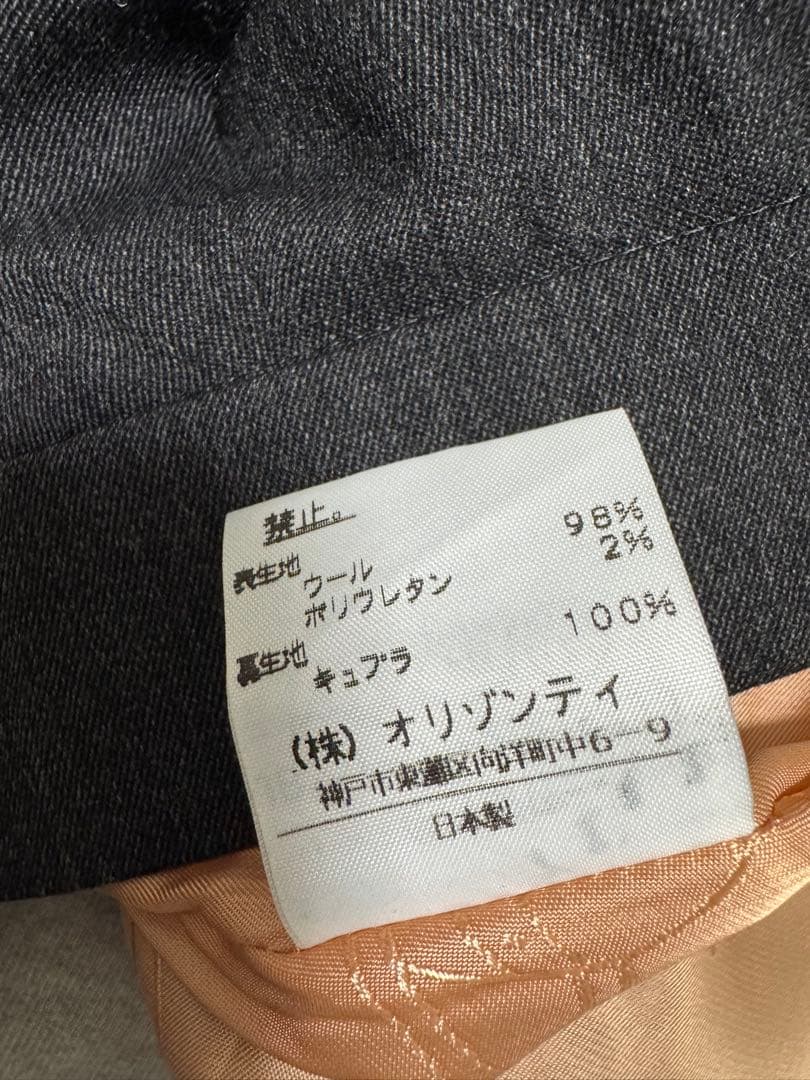 禁止。
表生地 ウール 98%
ポリウレタン 2%
裏生地 キュプラ 100%
(株)オリゾンティ
神戸市東灘区向洋町中6-9
日本製